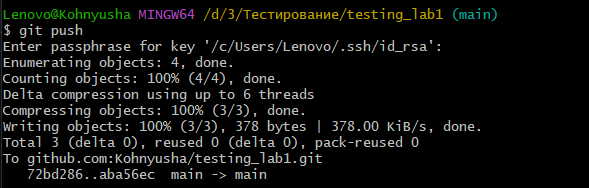 Lenovo@Kohnyusha MINGW64 /d/3/Тестирование/testing_lab1 (main)
$ git push
Enter passphrase for key '/c/Users/Lenovo/.ssh/id_rsa':
Enumerating objects: 4, done.
Counting objects: 100% (4/4), done.
Delta compression using up to 6 threads
Compressing objects: 100% (3/3), done.
Writing objects: 100% (3/3), 378 bytes | 378.00 KiB/s, done.
Total 3 (delta 0), reused 0 (delta 0), pack-reused 0
To github.com:Kohnyusha/testing_lab1.git
   72bd286..aba56ec  main -> main